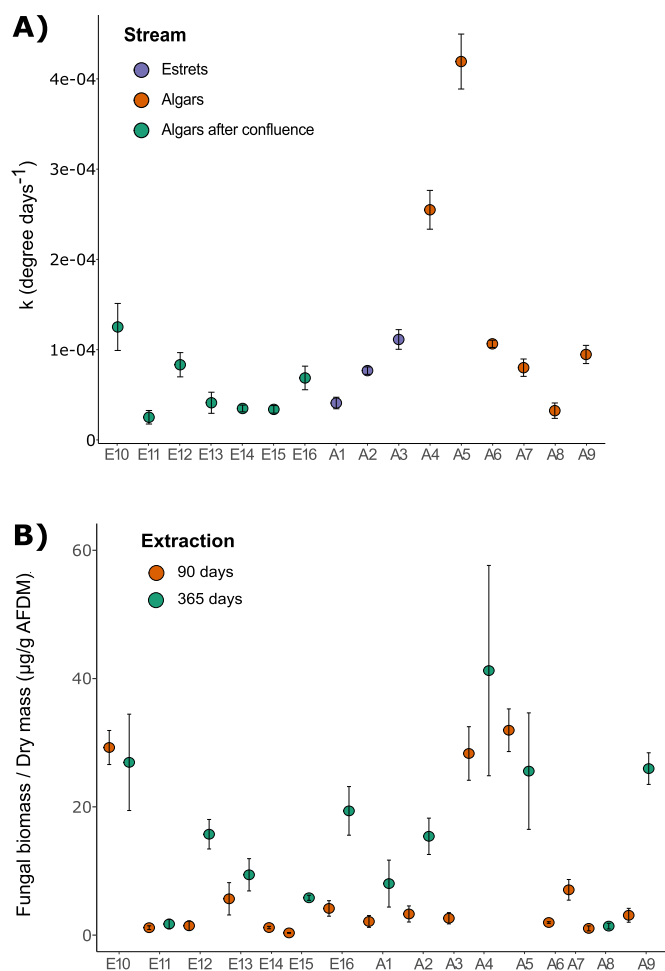 A)
Stream
Estrets
Algars
Algars after confluence
k (degree days⁻¹)
4e-04
3e-04
2e-04
1e-04
0
E10 E11 E12 E13 E14 E15 E16 A1 A2 A3 A4 A5 A6 A7 A8 A9
B)
Extraction
90 days
365 days
Fungal biomass / Dry mass (µg/g AFDM)
60
40
20
0
E10 E11 E12 E13 E14 E15 E16 A1 A2 A3 A4 A5 A6 A7 A8 A9